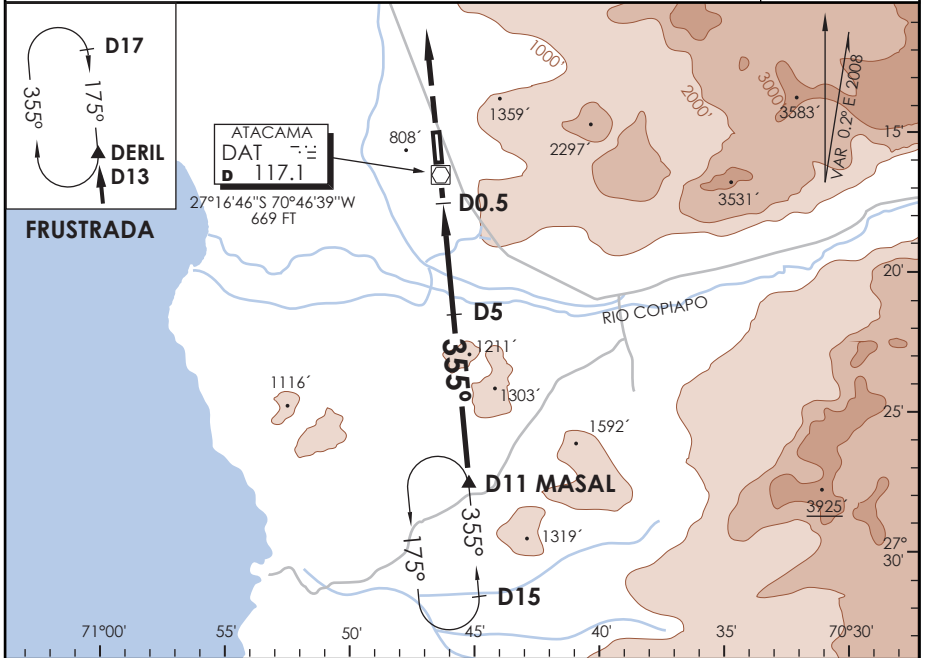 D17
355°
175°
DERIL
D13
FRUSTRADA
ATACAMA
DAT
D 117.1
27°16'46"S 70°46'39"W
669 FT
808´
1000'
1359´
2297´
2000'
3000'
3583´
3531´
VAR 0.2° E 2008
15'
D0.5
20'
D5
RIO COPIAPO
355°
1211´
1303´
1116´
25'
1592´
D11 MASAL
3925´
355°
175°
1319´
27°
30'
D15
71°00'
55'
50'
45'
40'
35'
70°30'